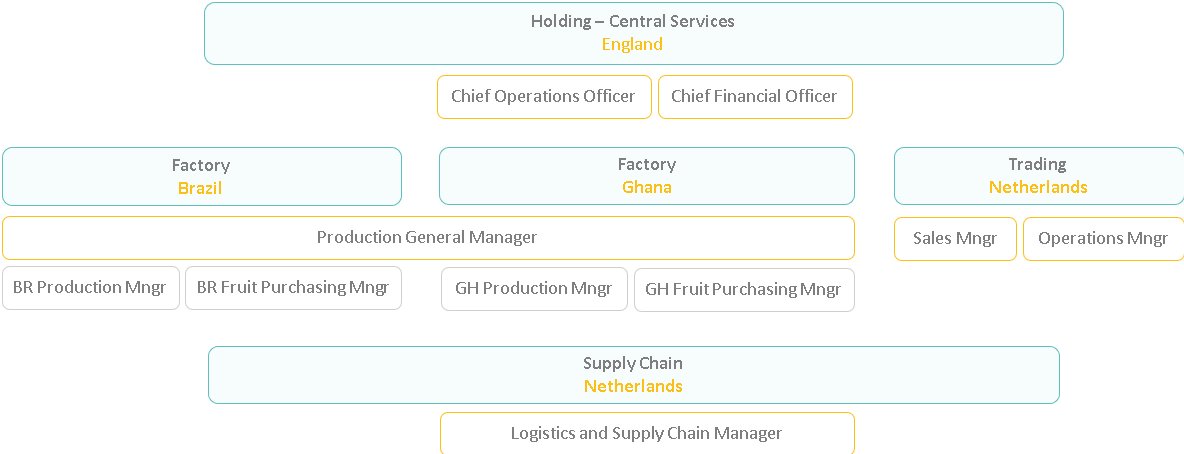 Holding – Central Services
England
Chief Operations Officer
Chief Financial Officer
Factory
Brazil
Factory
Ghana
Trading
Netherlands
Production General Manager
Sales Mngr
Operations Mngr
BR Production Mngr
BR Fruit Purchasing Mngr
GH Production Mngr
GH Fruit Purchasing Mngr
Supply Chain
Netherlands
Logistics and Supply Chain Manager